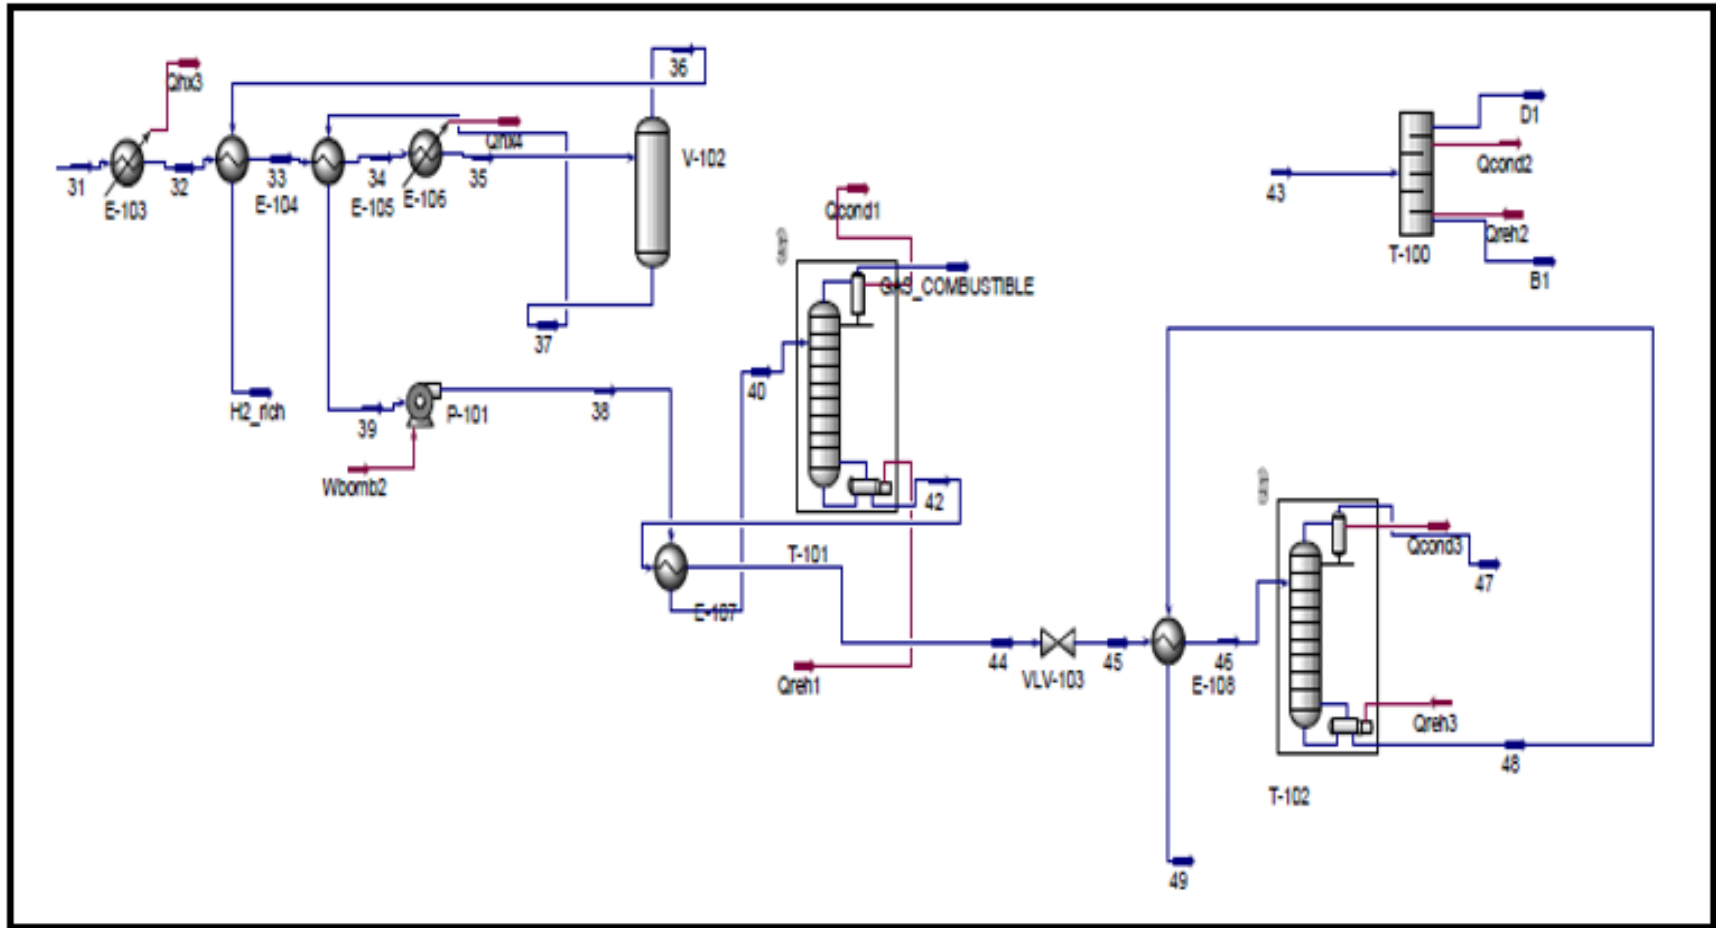 Qhx3
36
D1
31
32
33
34
35
Qhx4
V-102
Qcond2
E-103
E-104
E-105
E-106
43
Qcond1
Qreh2
T-100
B1
GAS_COMBUSTIBLE
37
40
H2_rich
39
P-101
38
Wbomb2
42
T-101
Qcond3
47
E-107
44
45
46
Qreh1
VLV-103
E-108
Qreh3
48
T-102
49